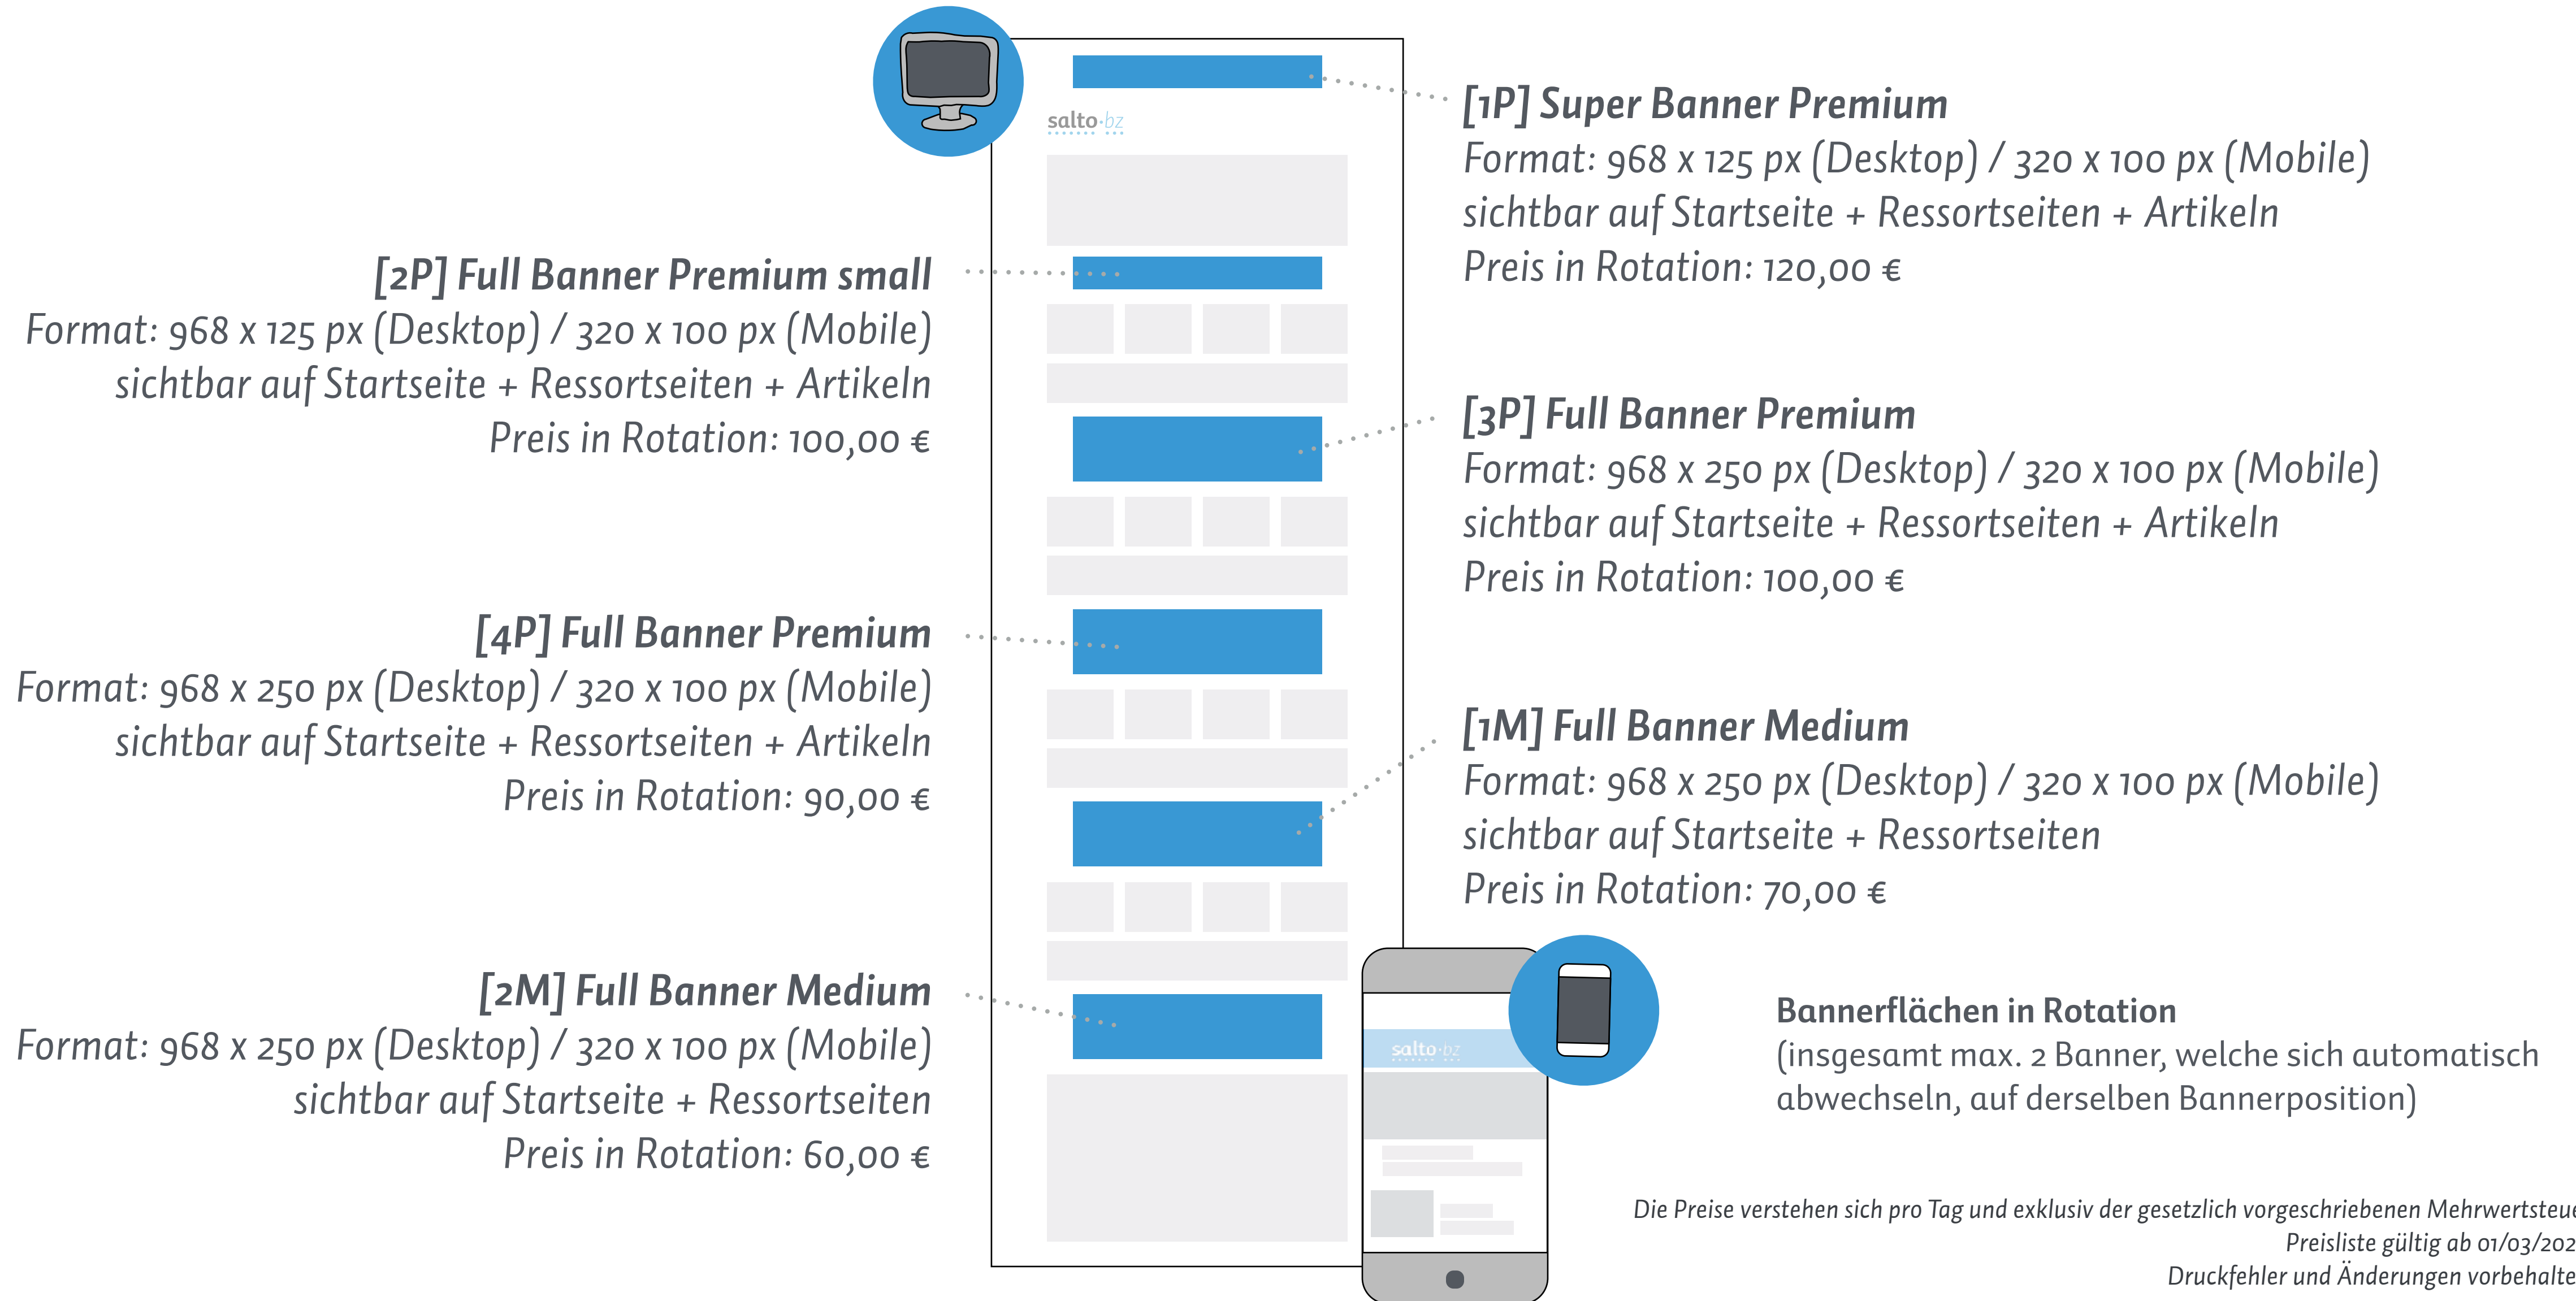 salto.bz
[1P] Super Banner Premium
Format: 968 x 125 px (Desktop) / 320 x 100 px (Mobile)
sichtbar auf Startseite + Ressortseiten + Artikeln
Preis in Rotation: 120,00 €
[2P] Full Banner Premium small
Format: 968 x 125 px (Desktop) / 320 x 100 px (Mobile)
sichtbar auf Startseite + Ressortseiten + Artikeln
Preis in Rotation: 100,00 €
[3P] Full Banner Premium
Format: 968 x 250 px (Desktop) / 320 x 100 px (Mobile)
sichtbar auf Startseite + Ressortseiten + Artikeln
Preis in Rotation: 100,00 €
[4P] Full Banner Premium
Format: 968 x 250 px (Desktop) / 320 x 100 px (Mobile)
sichtbar auf Startseite + Ressortseiten + Artikeln
Preis in Rotation: 90,00 €
[1M] Full Banner Medium
Format: 968 x 250 px (Desktop) / 320 x 100 px (Mobile)
sichtbar auf Startseite + Ressortseiten
Preis in Rotation: 70,00 €
[2M] Full Banner Medium
Format: 968 x 250 px (Desktop) / 320 x 100 px (Mobile)
sichtbar auf Startseite + Ressortseiten
Preis in Rotation: 60,00 €
salto.bz
Bannerflächen in Rotation
(insgesamt max. 2 Banner, welche sich automatisch
abwechseln, auf derselben Bannerposition)
Die Preise verstehen sich pro Tag und exklusiv der gesetzlich vorgeschriebenen
Preisliste gültig ab
Druckfehler und Änderungen